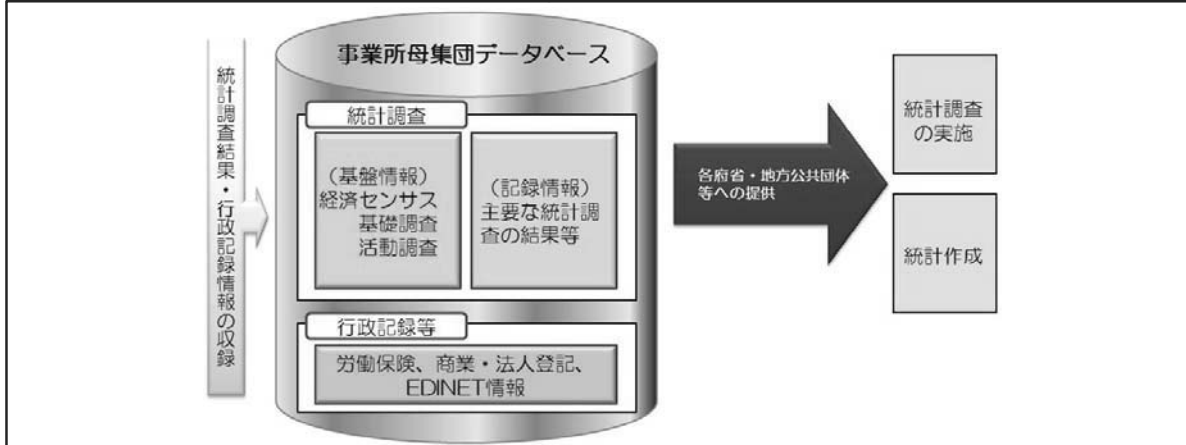 統計調査結果・行政記録情報の収録
事業所母集団データベース
統計調査
(基盤情報)
経済センサス
基礎調査
活動調査
(記録情報)
主要な統計調
査の結果等
行政記録等
労働保険、商業・法人登記、
EDINET情報
各府省・地方公共団体
等への提供
統計調査
の実施
統計作成